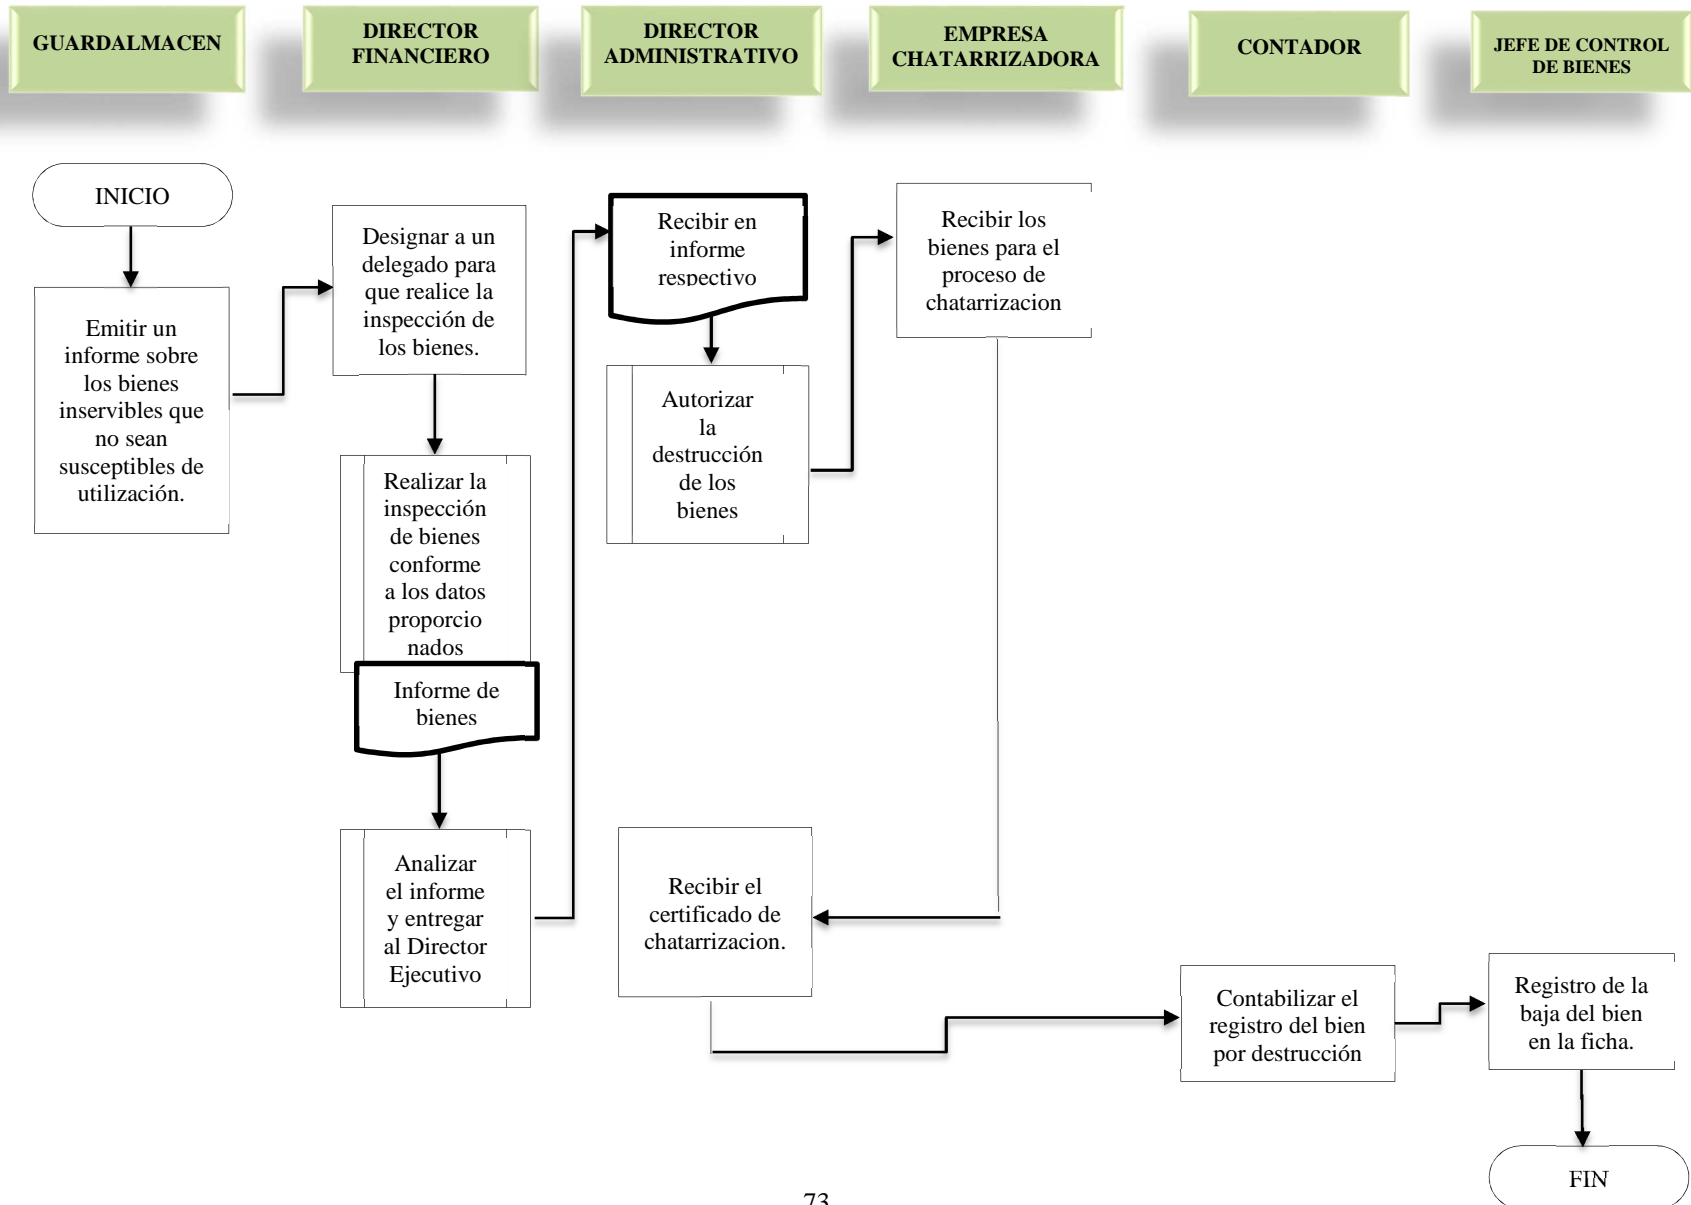 GUARDALMACEN
DIRECTOR
FINANCIERO
DIRECTOR
ADMINISTRATIVO
EMPRESA
CHATARRIZADORA
CONTADOR
JEFE DE CONTROL
DE BIENES
INICIO
Emitir un
informe sobre
los bienes
inservibles que
no sean
susceptibles de
utilización.
Designar a un
delegado para
que realice la
inspección de
los bienes.
Realizar la
inspección
de bienes
conforme
a los datos
proporcio
nados
Informe de
bienes
Analizar
el informe
y entregar
al Director
Ejecutivo
Recibir en
informe
respectivo
Autorizar
la
destrucción
de los
bienes
Recibir los
bienes para el
proceso de
chatarrizacion
Recibir el
certificado de
chatarrizacion.
Contabilizar el
registro del bien
por destrucción
Registro de la
baja del bien
en la ficha.
FIN
73